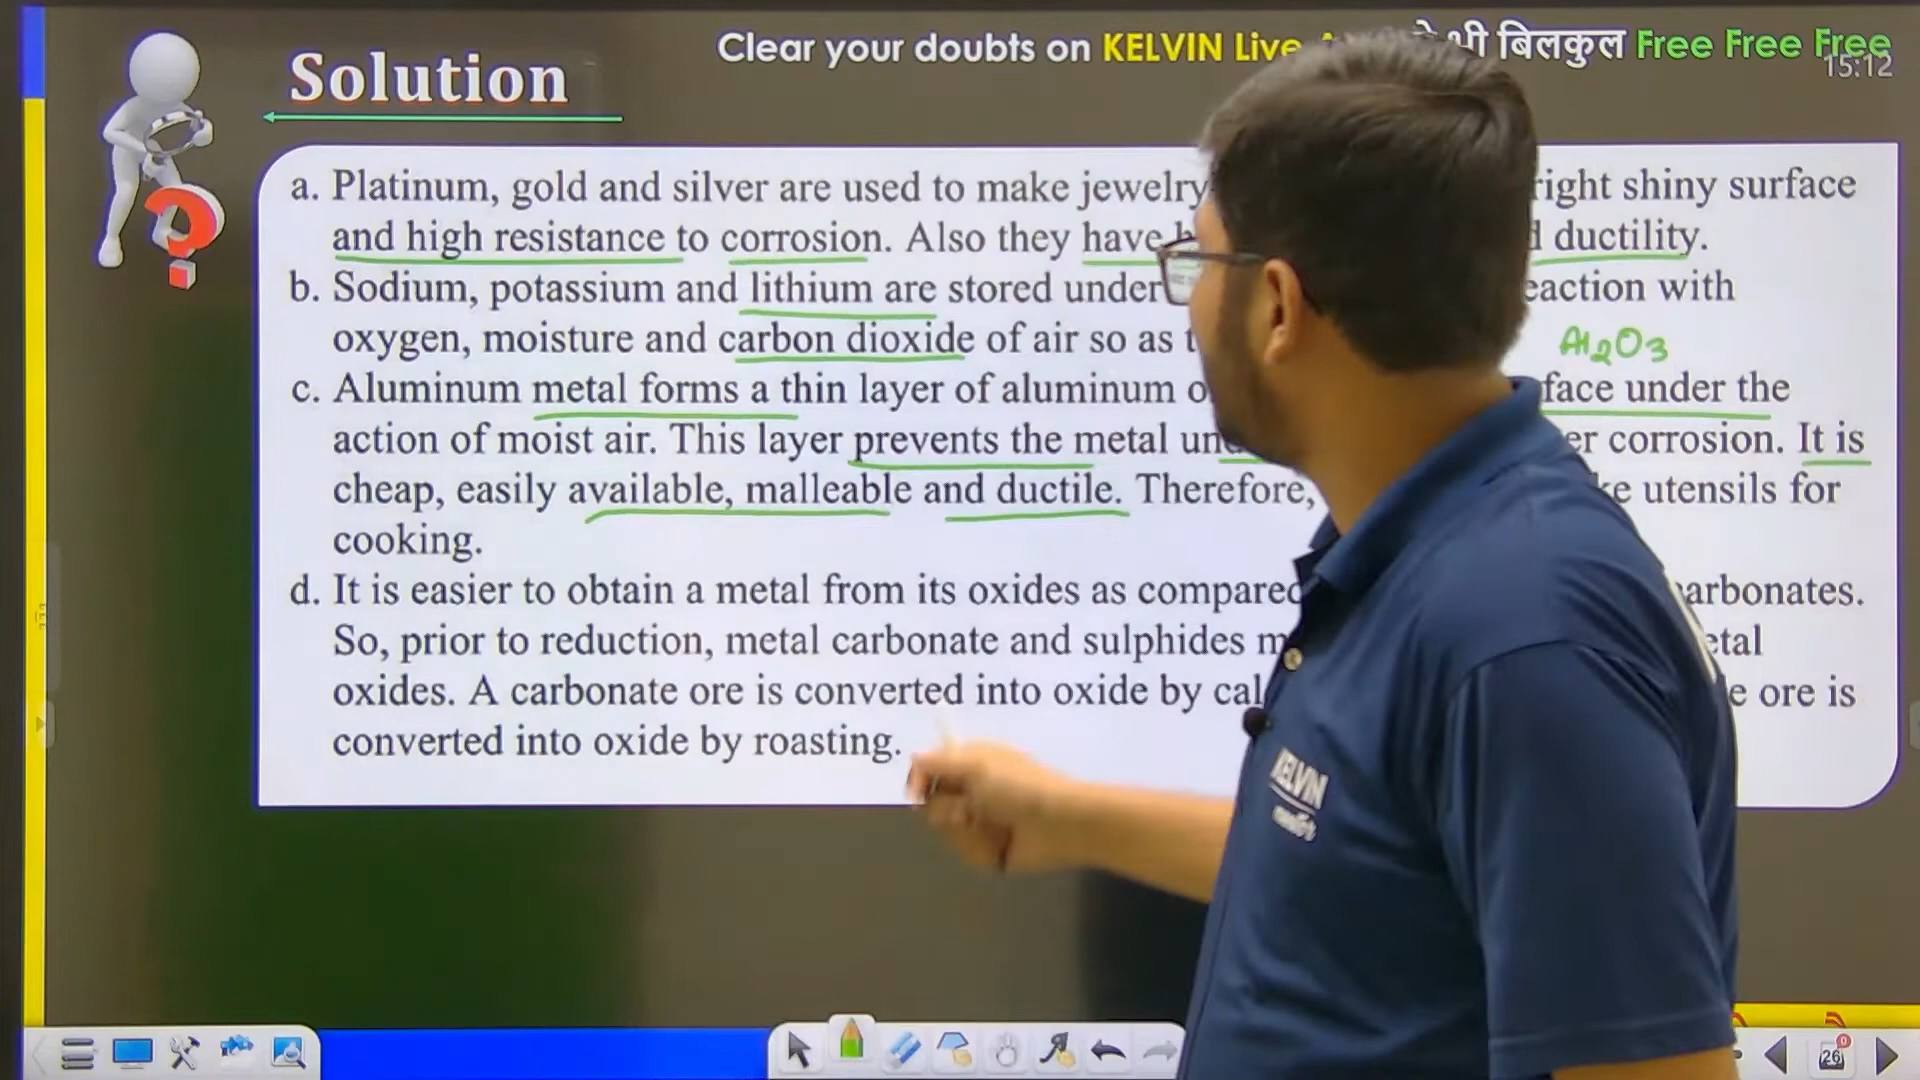 Clear your doubts on KELVIN Live भी बिलकुल Free Free Free
15:12
Solution
a. Platinum, gold and silver are used to make jewelry right shiny surface
and high resistance to corrosion. Also they have ductility.
b. Sodium, potassium and lithium are stored under eaction with
oxygen, moisture and carbon dioxide of air so as
Al2O3
c. Aluminum metal forms a thin layer of aluminum face under the
action of moist air. This layer prevents the metal er corrosion. It is
cheap, easily available, malleable and ductile. Therefore, ke utensils for
cooking.
d. It is easier to obtain a metal from its oxides as compared arbonates.
So, prior to reduction, metal carbonate and sulphides etal
oxides. A carbonate ore is converted into oxide by cal e ore is
converted into oxide by roasting.
KELVIN
26